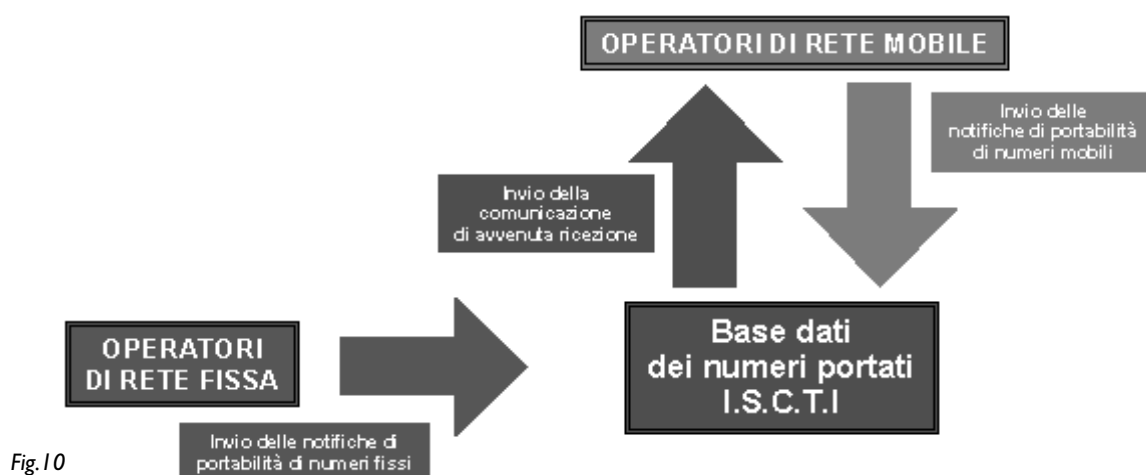 OPERATORI DI RETE MOBILE
Invio delle
notifiche di portabilità
di numeri mobili
Invio della
comunicazione
di avvenuta ricezione
Base dati
dei numeri portati
I.S.C.T.I
OPERATORI
DI RETE FISSA
Invio delle notifiche di
portabilità di numeri fissi
Fig.10